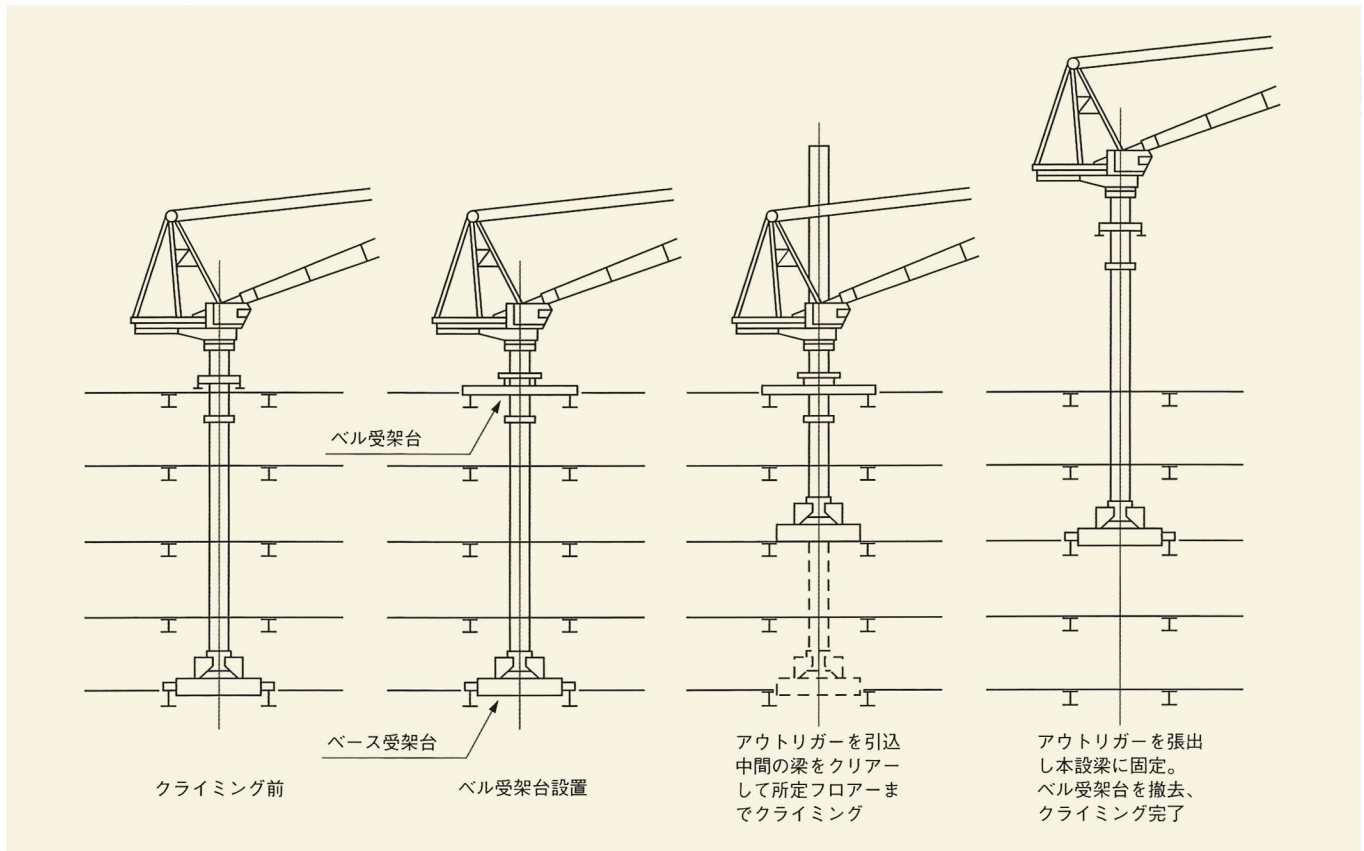 ベル受架台
ベース受架台
クライミング前
ベル受架台設置
アウトリガーを引込
中間の梁をクリアー
して所定フロアーま
でクライミング
アウトリガーを張出
し本設梁に固定。
ベル受架台を撤去、
クライミング完了